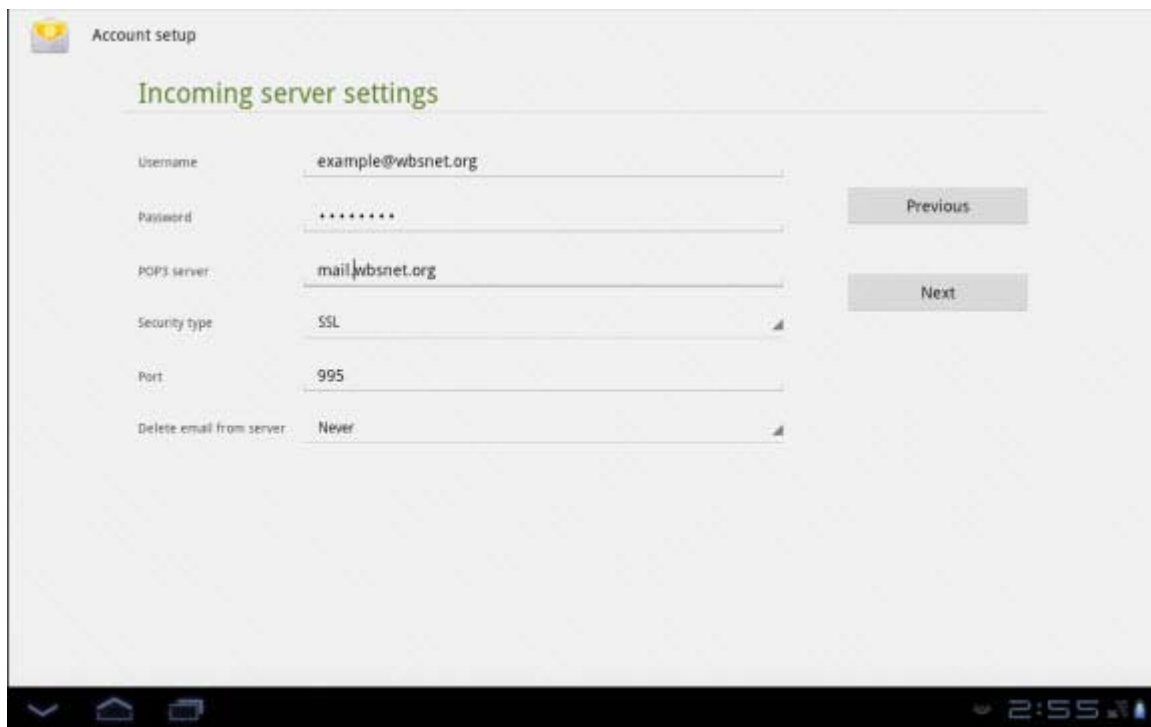 Account setup
Incoming server settings
Username example@wbsnet.org
Password ••••••••
Previous
POP3 server mail.wbsnet.org
Next
Security type SSL
Port 995
Delete email from server Never
2:55